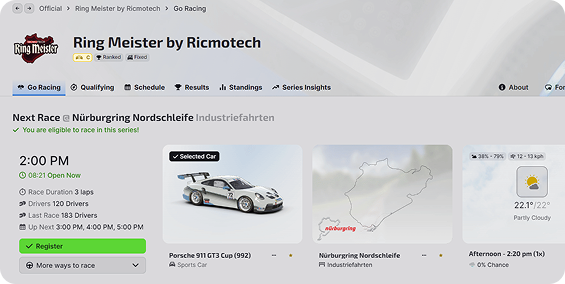 Official > Ring Meister by Ricmotech > Go Racing
Ring Meister
Ring Meister by Ricmotech
C Ranked Fixed
Go Racing Qualifying Schedule Results Standings Series Insights About For
Next Race @ Nürburgring Nordschleife Industriefahrten
You are eligible to race in this series!
2:00 PM
08:21 Open Now
Race Duration 3 laps
Drivers 120 Drivers
Last Race 183 Drivers
Up Next 3:00 PM, 4:00 PM, 5:00 PM
Register
More ways to race
Selected Car
Porsche 911 GT3 Cup (992)
Sports Car
nürburgring
Nürburgring Nordschleife
Industriefahrten
38% - 79% 12 - 13 kph
22.1°/22°
Partly Cloudy
Afternoon - 2:20 pm (1x)
0% Chance